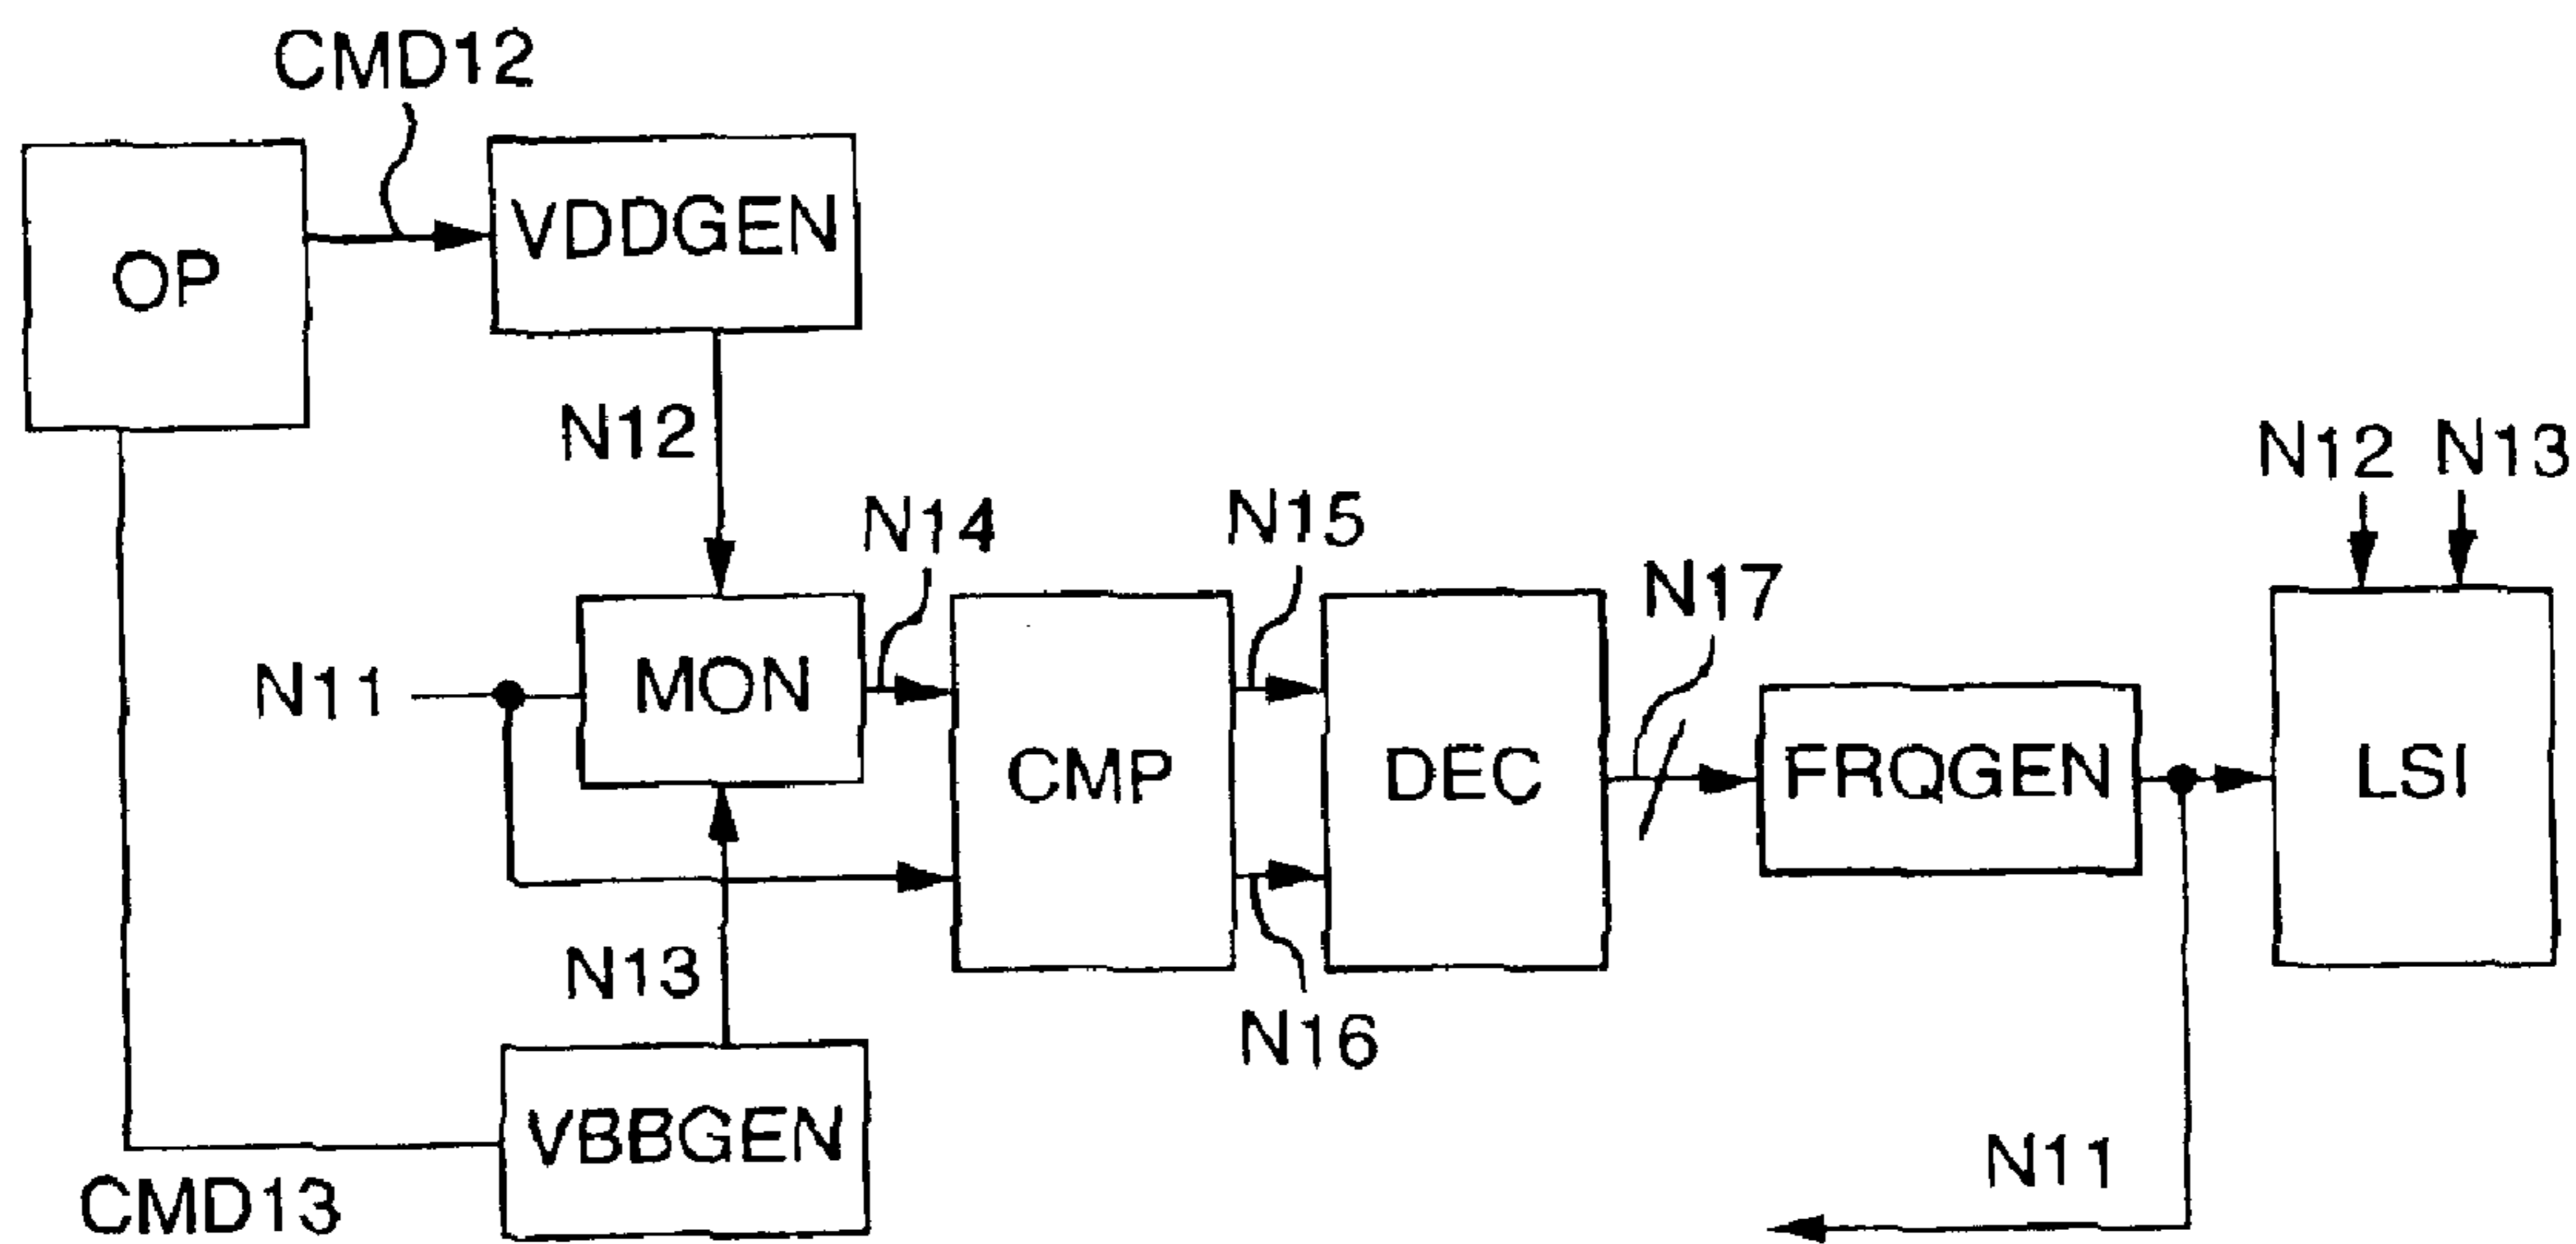 CMD12
OP
VDDGEN
N12
N12 N13
N14
N15
N17
N11
MON
CMP
DEC
FRQGEN
LSI
N13
N16
VBBGEN
CMD13
N11